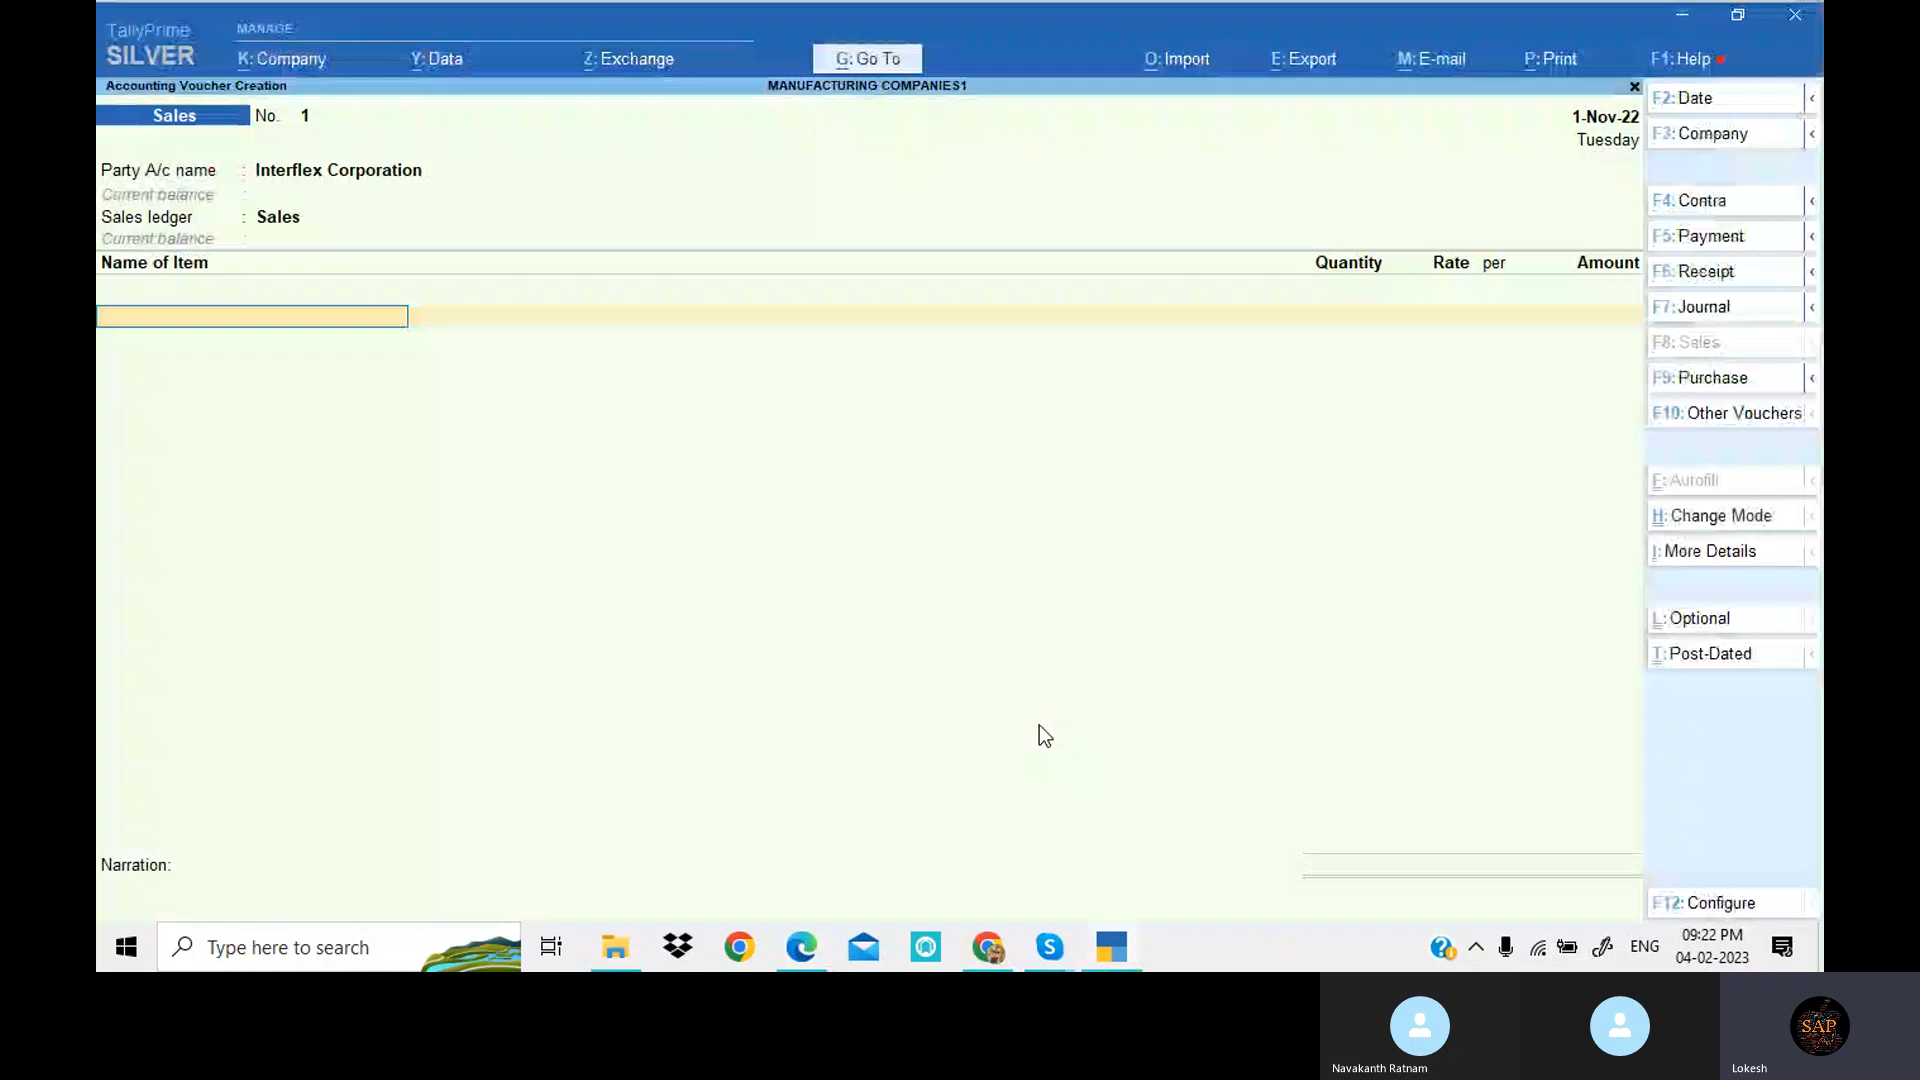 TallyPrime
SILVER
MANAGE
K: Company
Y: Data
Z: Exchange
G: Go To
O: Import
E: Export
M: E-mail
P: Print
F1: Help
Accounting Voucher Creation
MANUFACTURING COMPANIES1
Sales No. 1
1-Nov-22
Tuesday
Party A/c name : Interflex Corporation
Current balance :
Sales ledger : Sales
Current balance :
Name of Item Quantity Rate per Amount
Narration:
F2: Date
F3: Company
F4: Contra
F5: Payment
F6: Receipt
F7: Journal
F8: Sales
F9: Purchase
F10: Other Vouchers
F: Autofill
H: Change Mode
I: More Details
L: Optional
T: Post-Dated
F12: Configure
Type here to search
ENG
09:22 PM
04-02-2023
Navakanth Ratnam
SAP
Lokesh